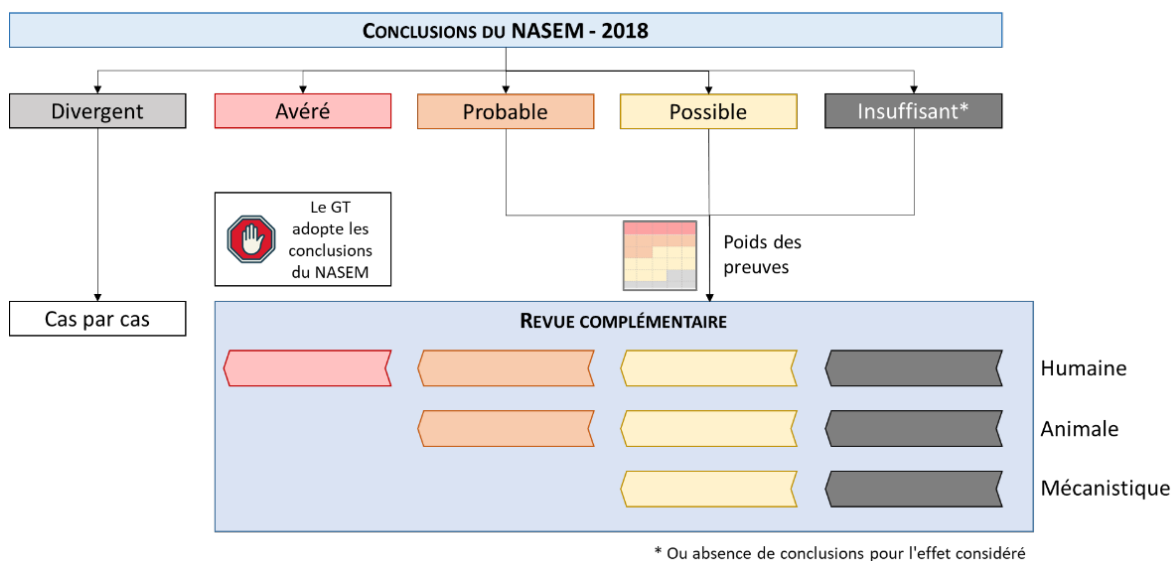 CONCLUSIONS DU NASEM - 2018
Divergent
Avéré
Probable
Possible
Insuffisant*
Le GT
adopte les
conclusions
du NASEM
Poids des
preuves
Cas par cas
REVUE COMPLÉMENTAIRE
Humaine
Animale
Mécanistique
* Ou absence de conclusions pour l'effet considéré